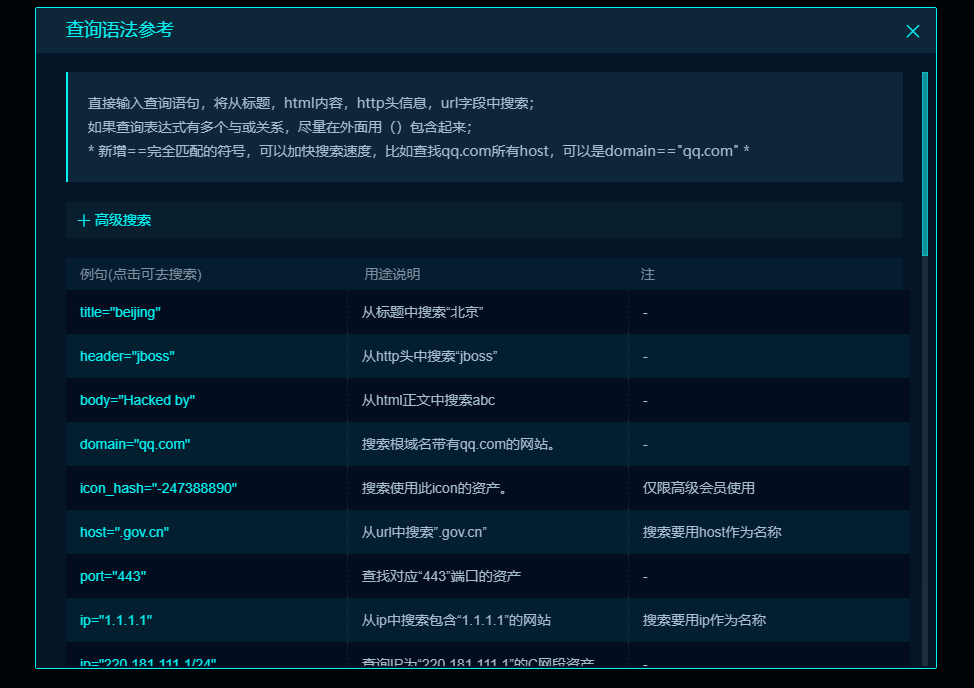 查询语法参考
直接输入查询语句，将从标题，html内容，http头信息，url字段中搜索；
如果查询表达式有多个与或关系，尽量在外面用（）包含起来；
* 新增==完全匹配的符号，可以加快搜索速度，比如查找qq.com所有host，可以是domain=="qq.com" *
高级搜索
例句(点击可去搜索) 用途说明 注
title="beijing" 从标题中搜索“北京” -
header="jboss" 从http头中搜索“jboss” -
body="Hacked by" 从html正文中搜索abc -
domain="qq.com" 搜索根域名带有qq.com的网站。 -
icon_hash="-247388890" 搜索使用此icon的资产。 仅限高级会员使用
host=".gov.cn" 从url中搜索”.gov.cn” 搜索要用host作为名称
port="443" 查找对应“443”端口的资产 -
ip="1.1.1.1" 从ip中搜索包含“1.1.1.1”的网站 搜索要用ip作为名称
ip="220.181.111.1/24" 查询IP为“220.181.111.1”的C网段资产 -